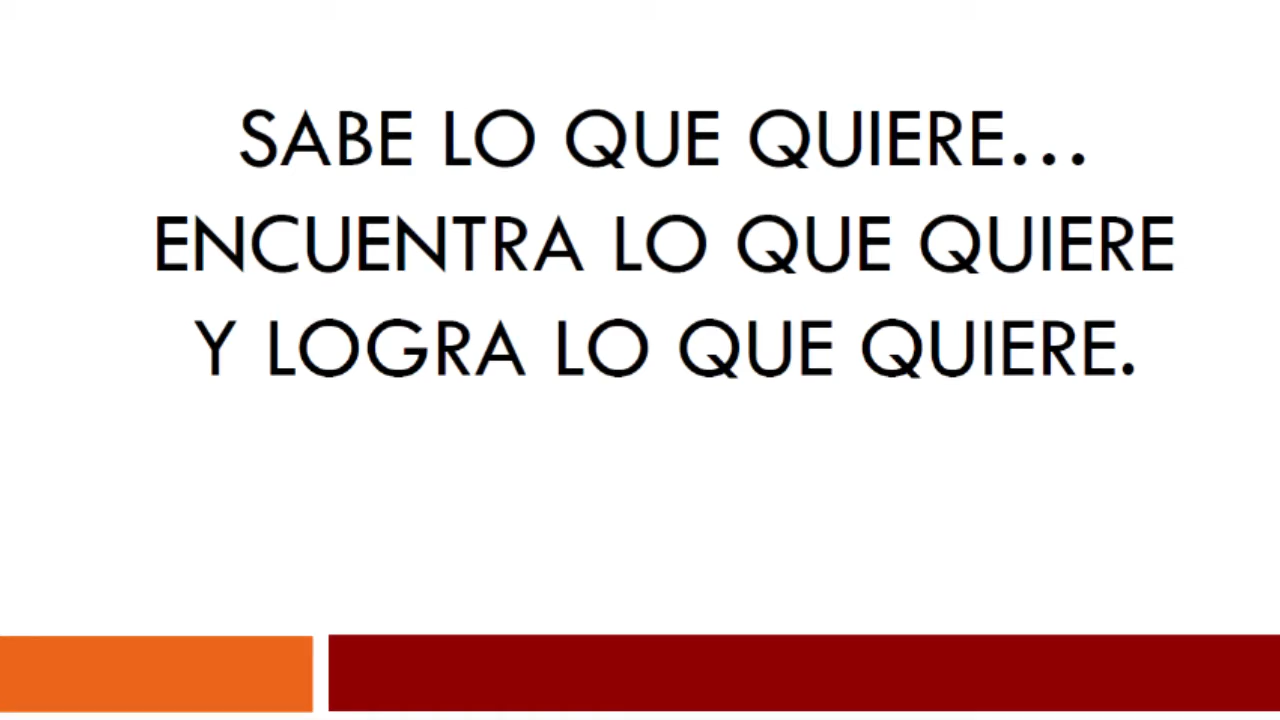 SABE LO QUE QUIERE...
ENCUENTRA LO QUE QUIERE
Y LOGRA LO QUE QUIERE.